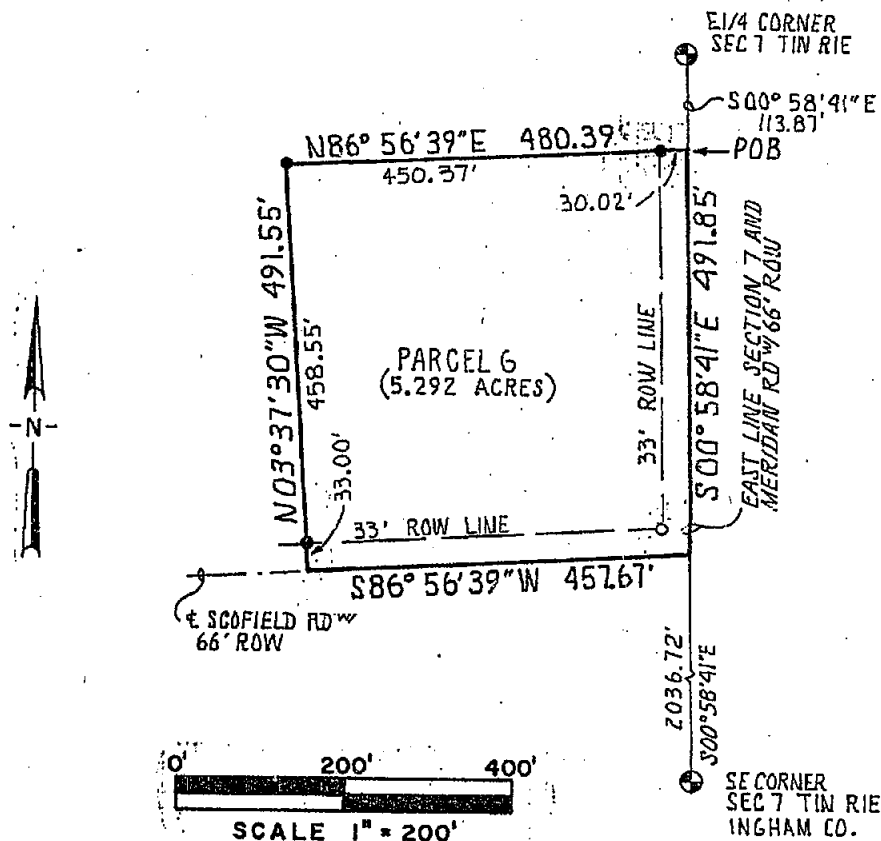 E1/4 CORNER
SEC 7 T1N R1E
S00° 58'41"E
113.87'
N86° 56'39"E 480.39'
POB
450.37'
30.02'
N03°37'30"W 491.55'
458.55'
33.00'
PARCEL G
(5.292 ACRES)
33' ROW LINE
S00°58'41"E 491.85'
EAST LINE SECTION 7 AND
MERIDAN RD W/ 66' ROW
N
33' ROW LINE
S86° 56'39"W 457.67'
℄ SCOFIELD RD W/
66' ROW
2036.72'
S00°58'41"E
0' 200' 400'
SCALE 1" = 200'
SE CORNER
SEC 7 T1N R1E
INGHAM CO.